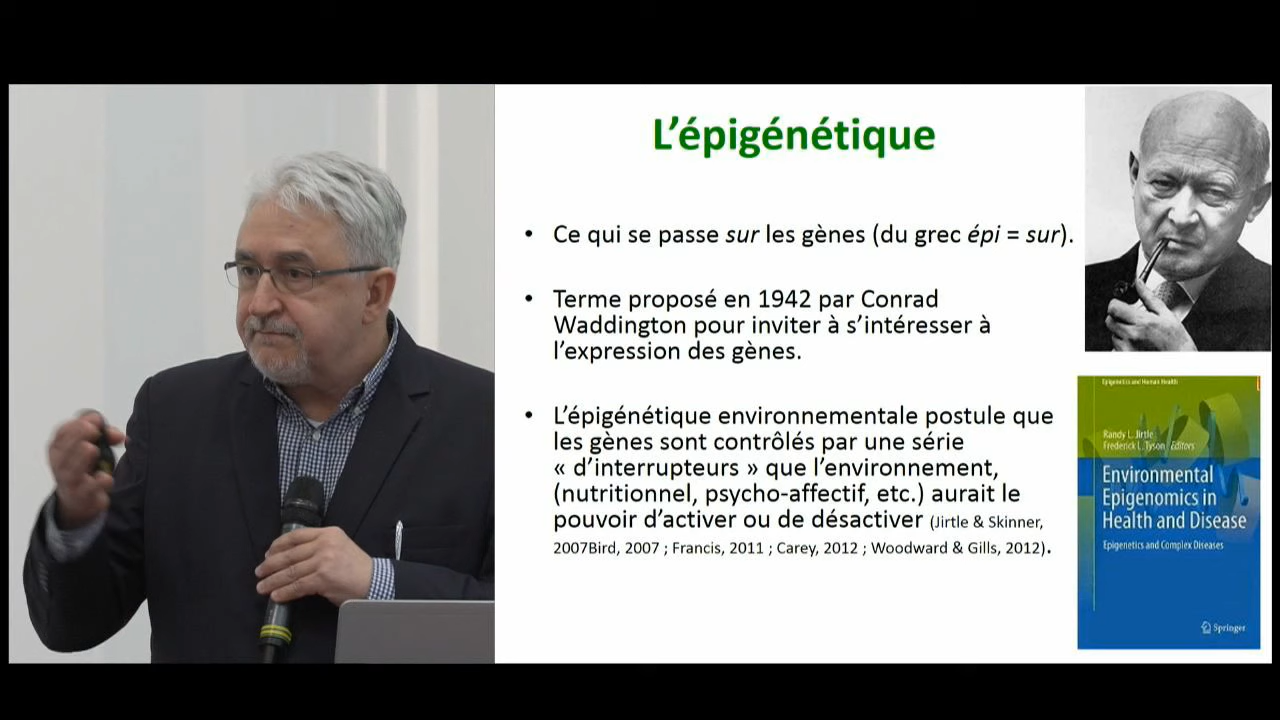 L'épigénétique
• Ce qui se passe sur les gènes (du grec épi = sur).
• Terme proposé en 1942 par Conrad
Waddington pour inviter à s'intéresser à
l'expression des gènes.
• L'épigénétique environnementale postule que
les gènes sont contrôlés par une série
« d'interrupteurs » que l'environnement,
(nutritionnel, psycho-affectif, etc.) aurait le
pouvoir d'activer ou de désactiver (Jirtle & Skinner,
2007Bird, 2007 ; Francis, 2011 ; Carey, 2012 ; Woodward & Gills, 2012).
Epigenetics and Human Health
Randy L. Jirtle
Frederick L. Tyson Editors
Environmental
Epigenomics in
Health and Disease
Epigenetics and Complex Diseases
Springer